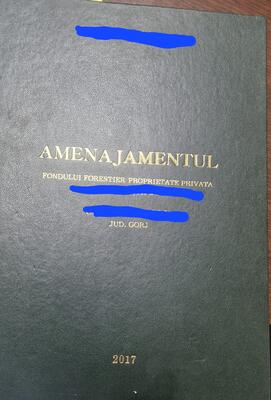 AMENAJAMENTUL
FONDULUI FORESTIER PROPRIETATE PRIVATA
JUD. GORJ
2017